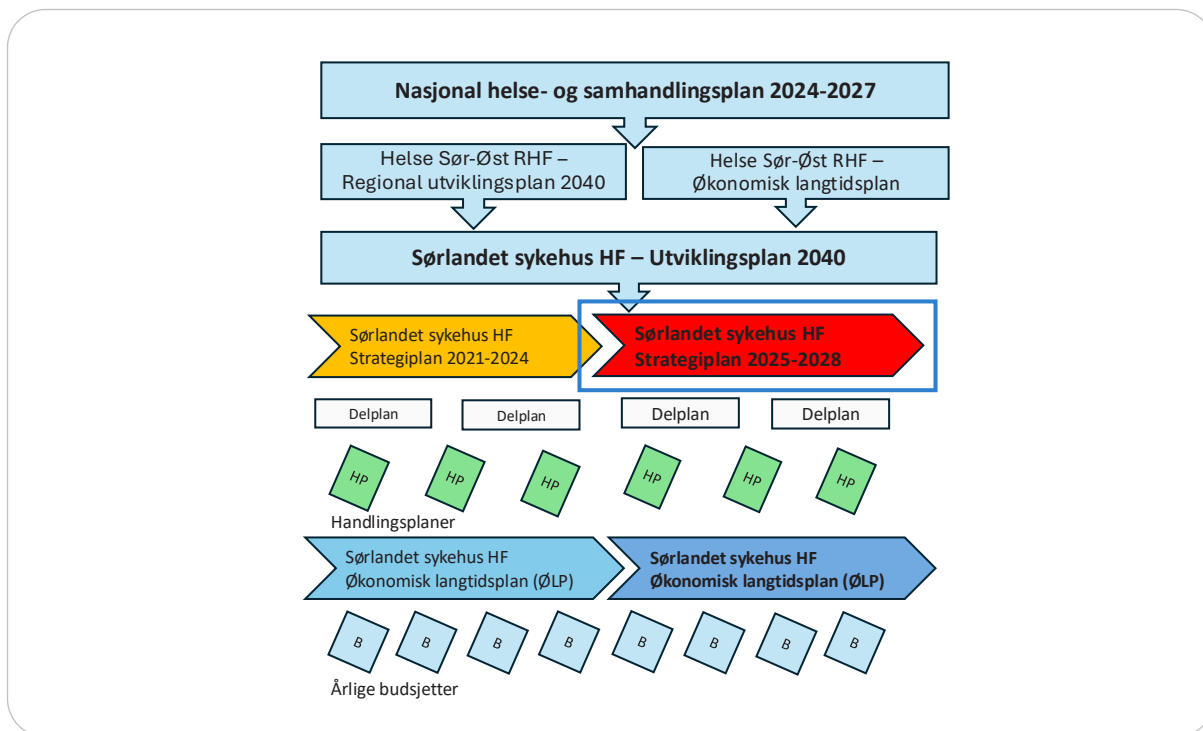 Nasjonal helse- og samhandlingsplan 2024-2027
Helse Sør-Øst RHF –
Regional utviklingsplan 2040
Helse Sør-Øst RHF –
Økonomisk langtidsplan
Sørlandet sykehus HF – Utviklingsplan 2040
Sørlandet sykehus HF
Strategiplan 2021-2024
Sørlandet sykehus HF
Strategiplan 2025-2028
Delplan
Delplan
Delplan
Delplan
HP
HP
HP
HP
HP
HP
Handlingsplaner
Sørlandet sykehus HF
Økonomisk langtidsplan (ØLP)
Sørlandet sykehus HF
Økonomisk langtidsplan (ØLP)
B
B
B
B
B
B
B
B
Årlige budsjetter